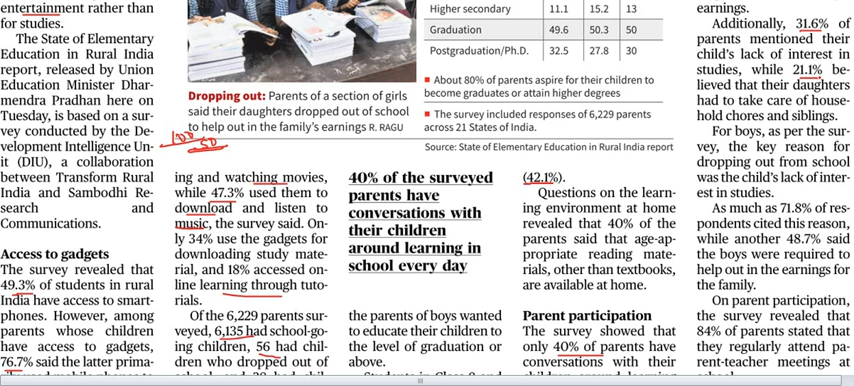 entertainment rather than
for studies.
The State of Elementary
Education in Rural India
report, released by Union
Education Minister Dhar-
mendra Pradhan here on
Tuesday, is based on a sur-
vey conducted by the De-
velopment Intelligence Un-
it (DIU), a collaboration
between Transform Rural
India and Sambodhi Re-
search and
Communications.
Access to gadgets
The survey revealed that
49.3% of students in rural
India have access to smart-
phones. However, among
parents whose children
have access to gadgets,
76.7% said the latter prima-
Dropping out: Parents of a section of girls
said their daughters dropped out of school
to help out in the family's earnings R. RAGU
100
50
Higher secondary 11.1 15.2 13
Graduation 49.6 50.3 50
Postgraduation/Ph.D. 32.5 27.8 30
About 80% of parents aspire for their children to
become graduates or attain higher degrees
The survey included responses of 6,229 parents
across 21 States of India.
Source: State of Elementary Education in Rural India report
ing and watching movies,
while 47.3% used them to
download and listen to
music, the survey said. On-
ly 34% use the gadgets for
downloading study mate-
rial, and 18% accessed on-
line learning through tuto-
rials.
Of the 6,229 parents sur-
veyed, 6,135 had school-go-
ing children, 56 had chil-
dren who dropped out of
40% of the surveyed
parents have
conversations with
their children
around learning in
school every day
the parents of boys wanted
to educate their children to
the level of graduation or
above.
(42.1%).
Questions on the learn-
ing environment at home
revealed that 40% of the
parents said that age-ap-
propriate reading mate-
rials, other than textbooks,
are available at home.
Parent participation
The survey showed that
only 40% of parents have
conversations with their
earnings.
Additionally, 31.6% of
parents mentioned their
child's lack of interest in
studies, while 21.1% be-
lieved that their daughters
had to take care of house-
hold chores and siblings.
For boys, as per the sur-
vey, the key reason for
dropping out from school
was the child's lack of inter-
est in studies.
As much as 71.8% of res-
pondents cited this reason,
while another 48.7% said
the boys were required to
help out in the earnings for
the family.
On parent participation,
the survey revealed that
84% of parents stated that
they regularly attend pa-
rent-teacher meetings at